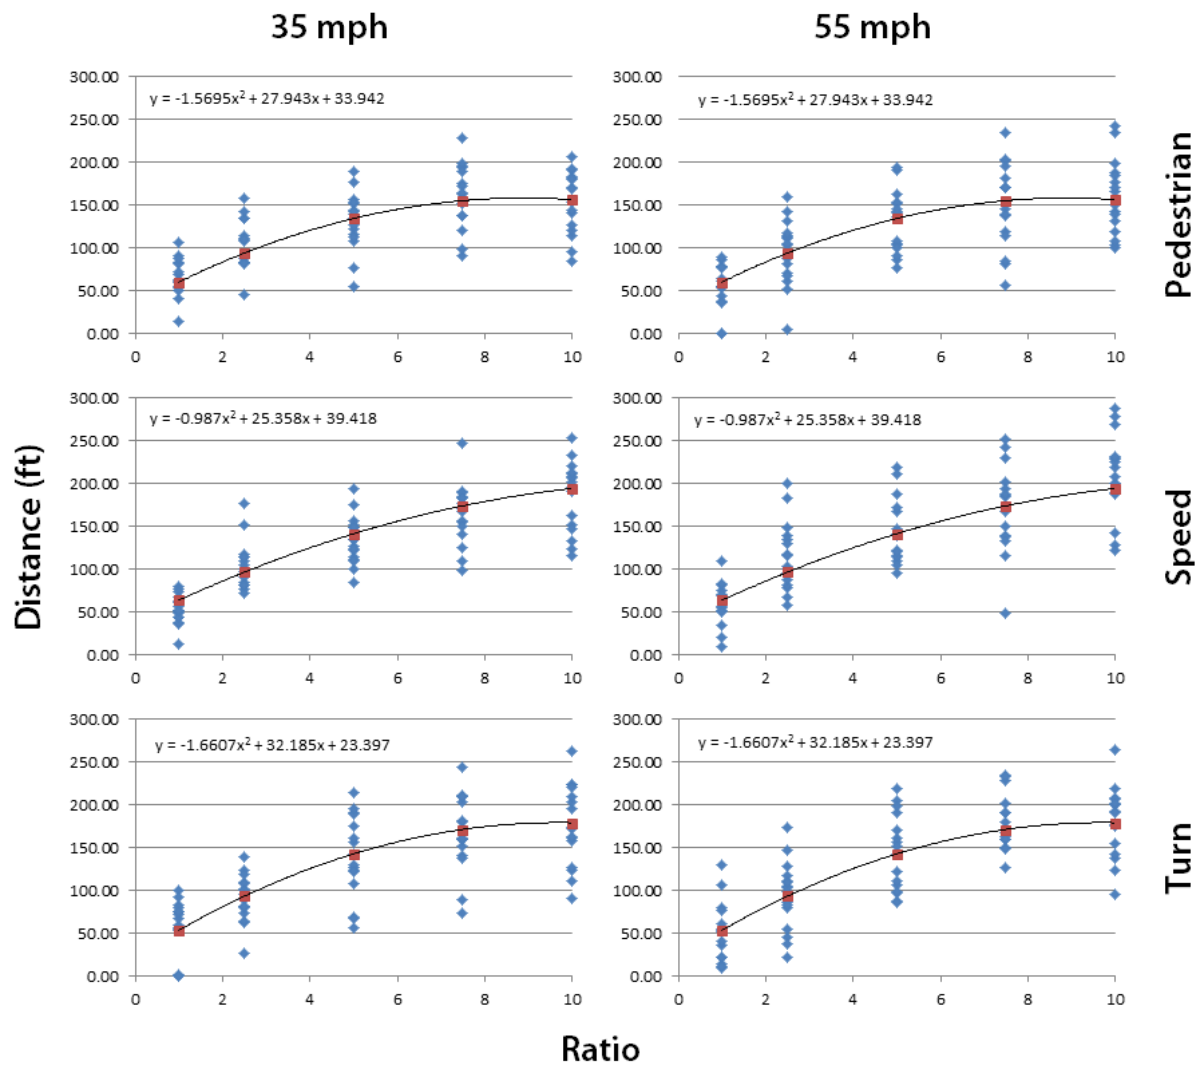 35 mph 55 mph
300.00 300.00
y = -1.5695x² + 27.943x + 33.942 y = -1.5695x² + 27.943x + 33.942
250.00 250.00
200.00 200.00
150.00 150.00
100.00 100.00
50.00 50.00
0.00 0.00
0 2 4 6 8 10 0 2 4 6 8 10
Pedestrian
300.00 300.00
y = -0.987x² + 25.358x + 39.418 y = -0.987x² + 25.358x + 39.418
250.00 250.00
200.00 200.00
150.00 150.00
100.00 100.00
50.00 50.00
0.00 0.00
0 2 4 6 8 10 0 2 4 6 8 10
Distance (ft)
Speed
300.00 300.00
y = -1.6607x² + 32.185x + 23.397 y = -1.6607x² + 32.185x + 23.397
250.00 250.00
200.00 200.00
150.00 150.00
100.00 100.00
50.00 50.00
0.00 0.00
0 2 4 6 8 10 0 2 4 6 8 10
Turn
Ratio